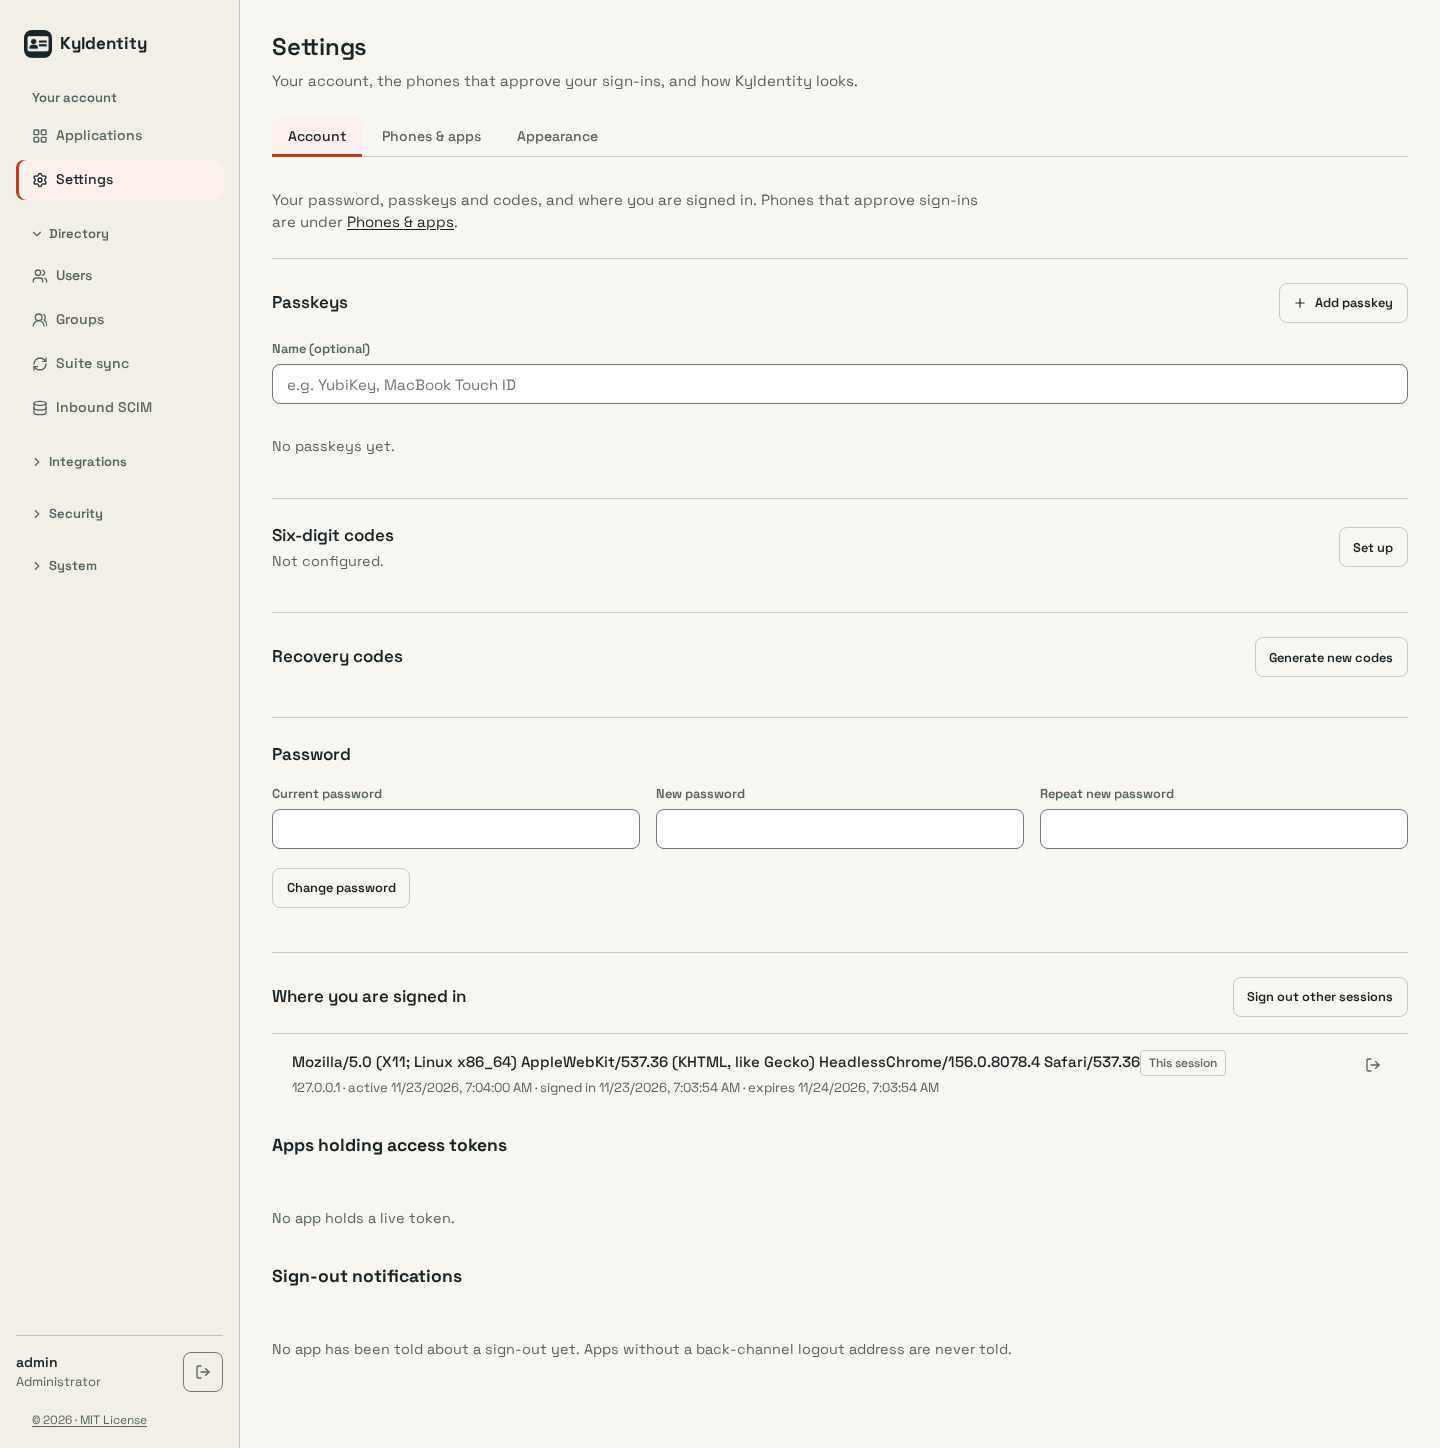 KyIdentity
Your account
Applications
Settings
Directory
Users
Groups
Suite sync
Inbound SCIM
Integrations
Security
System
admin
Administrator
© 2026 · MIT License
Settings
Your account, the phones that approve your sign-ins, and how KyIdentity looks.
Account
Phones & apps
Appearance
Your password, passkeys and codes, and where you are signed in. Phones that approve sign-ins
are under Phones & apps.
Passkeys
Add passkey
Name (optional)
e.g. YubiKey, MacBook Touch ID
No passkeys yet.
Six-digit codes
Not configured.
Set up
Recovery codes
Generate new codes
Password
Current password
New password
Repeat new password
Change password
Where you are signed in
Sign out other sessions
Mozilla/5.0 (X11; Linux x86_64) AppleWebKit/537.36 (KHTML, like Gecko) HeadlessChrome/156.0.8078.4 Safari/537.36
This session
127.0.0.1 · active 11/23/2026, 7:04:00 AM · signed in 11/23/2026, 7:03:54 AM · expires 11/24/2026, 7:03:54 AM
Apps holding access tokens
No app holds a live token.
Sign-out notifications
No app has been told about a sign-out yet. Apps without a back-channel logout address are never told.